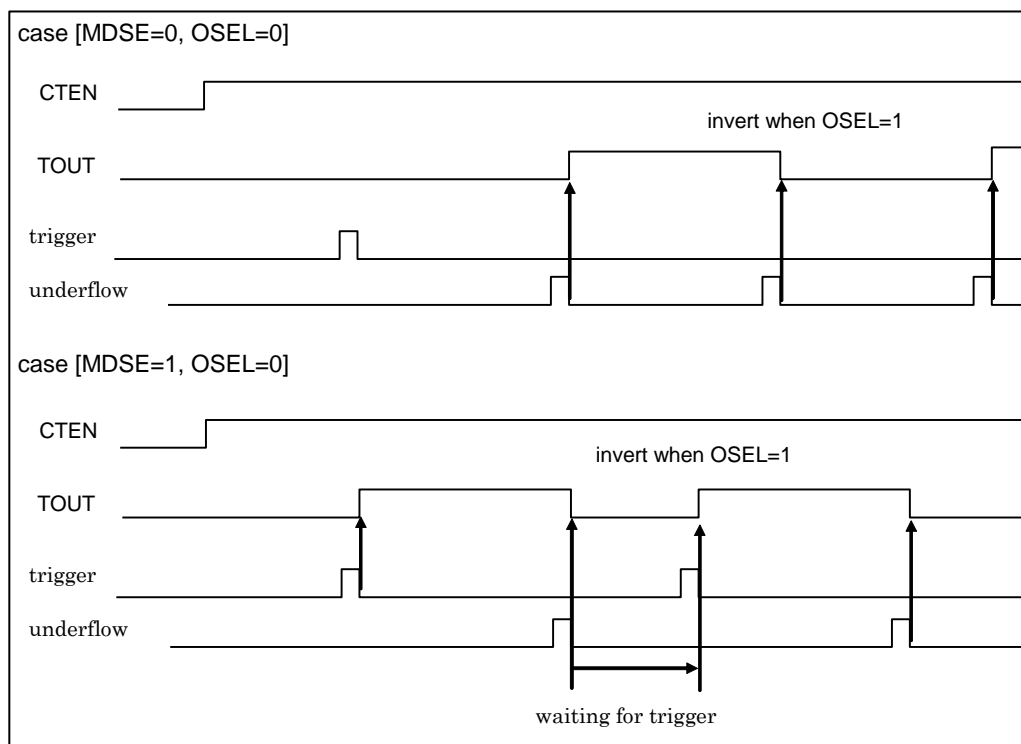 case [MDSE=0, OSEL=0]
CTEN
invert when OSEL=1
TOUT
trigger
underflow
case [MDSE=1, OSEL=0]
CTEN
invert when OSEL=1
TOUT
trigger
underflow
waiting for trigger